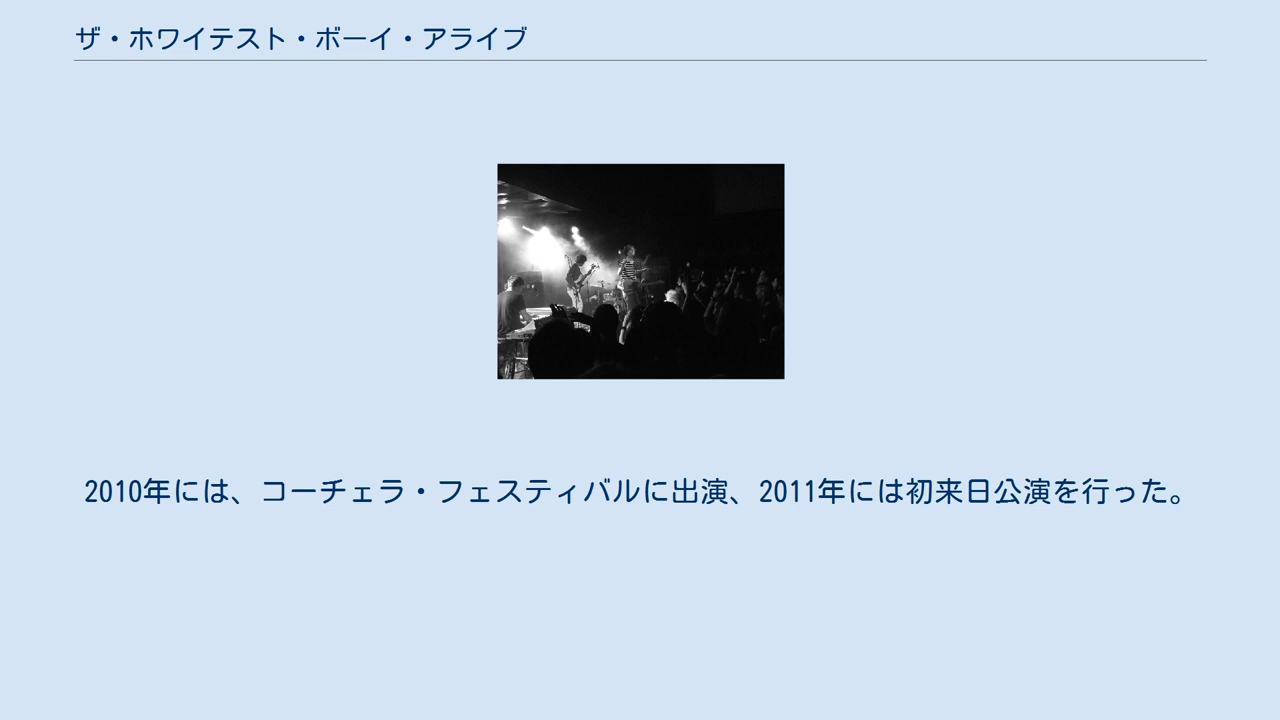 ザ・ホワイテスト・ボーイ・アライブ
2010年には、コーチェラ・フェスティバルに出演、2011年には初来日公演を行った。